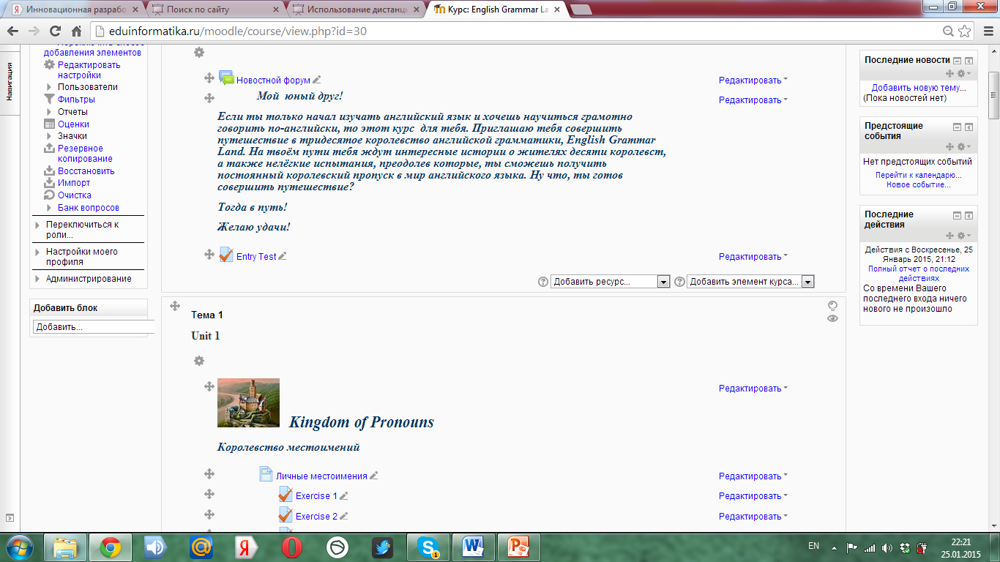 Инновационная разрабо
Поиск по сайту
Использование дистанц
Курс: English Grammar La
eduinformatika.ru/moodle/course/view.php?id=30
Навигация
добавления элементов
Редактировать
настройки
Пользователи
Фильтры
Отчеты
Оценки
Значки
Резервное
копирование
Восстановить
Импорт
Очистка
Банк вопросов
Переключиться к
роли...
Настройки моего
профиля
Администрирование
Добавить блок
Добавить...
Новостной форум
Редактировать
Мой юный друг!
Редактировать
Если ты только начал изучать английский язык и хочешь научиться грамотно
говорить по-английски, то этот курс для тебя. Приглашаю тебя совершить
путешествие в тридесятое королевство английской грамматики, English Grammar
Land. На твоём пути тебя ждут интересные истории о жителях десяти королевст,
а также нелёгкие испытания, преодолев которые, ты сможешь получить
постоянный королевский пропуск в мир английского языка. Ну что, ты готов
совершить путешествие?
Тогда в путь!
Желаю удачи!
Entry Test
Редактировать
Добавить ресурс...
Добавить элемент курса...
Тема 1
Unit 1
Редактировать
Kingdom of Pronouns
Королевство местоимений
Личные местоимения
Редактировать
Exercise 1
Редактировать
Exercise 2
Редактировать
Последние новости
Добавить новую тему...
(Пока новостей нет)
Предстоящие
события
Нет предстоящих событий
Перейти к календарю...
Новое событие...
Последние
действия
Действия с Воскресенье, 25
Январь 2015, 21:12
Полный отчет о последних
действиях
Со времени Вашего
последнего входа ничего
нового не произошло
EN
22:21
25.01.2015